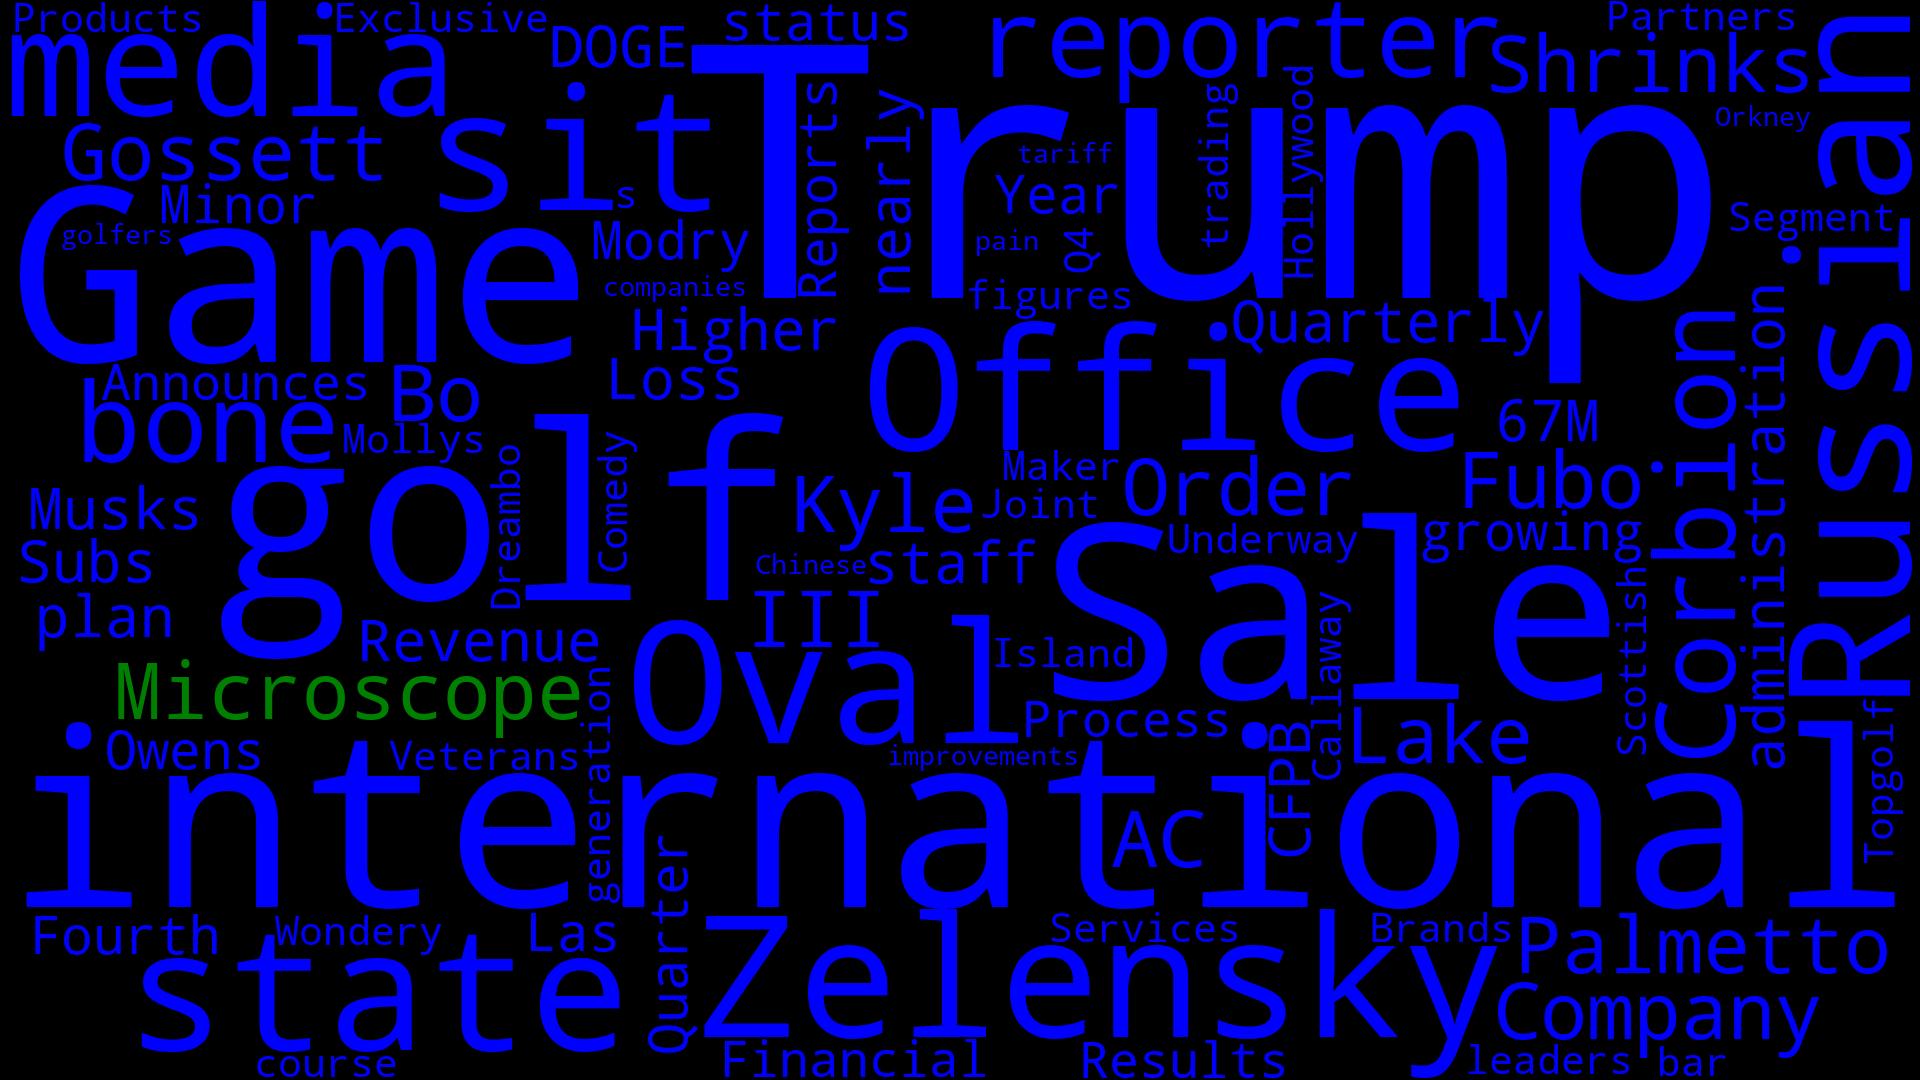 Products
Exclusive
DOGE
status
reporter
Partners
media
Shrinks
Trump
sit
Reports
nearly
tariff
trading
Hollywood
Orkney
Russian
Gossett
Minor
s
Year
Game
golfers
Modry
pain
Q4
Segment
companies
figures
Higher
Quarterly
Announces
Bo
Loss
Office
67M
Corbion
administration
bone
Mollys
golf
Dreambo
Comedy
Kyle
Maker
Joint
Order
Fubo
Musks
Sale
Underway
growing
Subs
Chinese
staff
plan
III
Revenue
Oval
Island
Callaway
Scottish
Microscope
generation
Process
Lake
Owens
Veterans
improvements
CFPB
Topgolf
international
AC
Quarter
Fourth
Wondery
Las
Services
Brands
Palmetto
state
Zelensky
Company
course
Financial
Results
leaders
bar